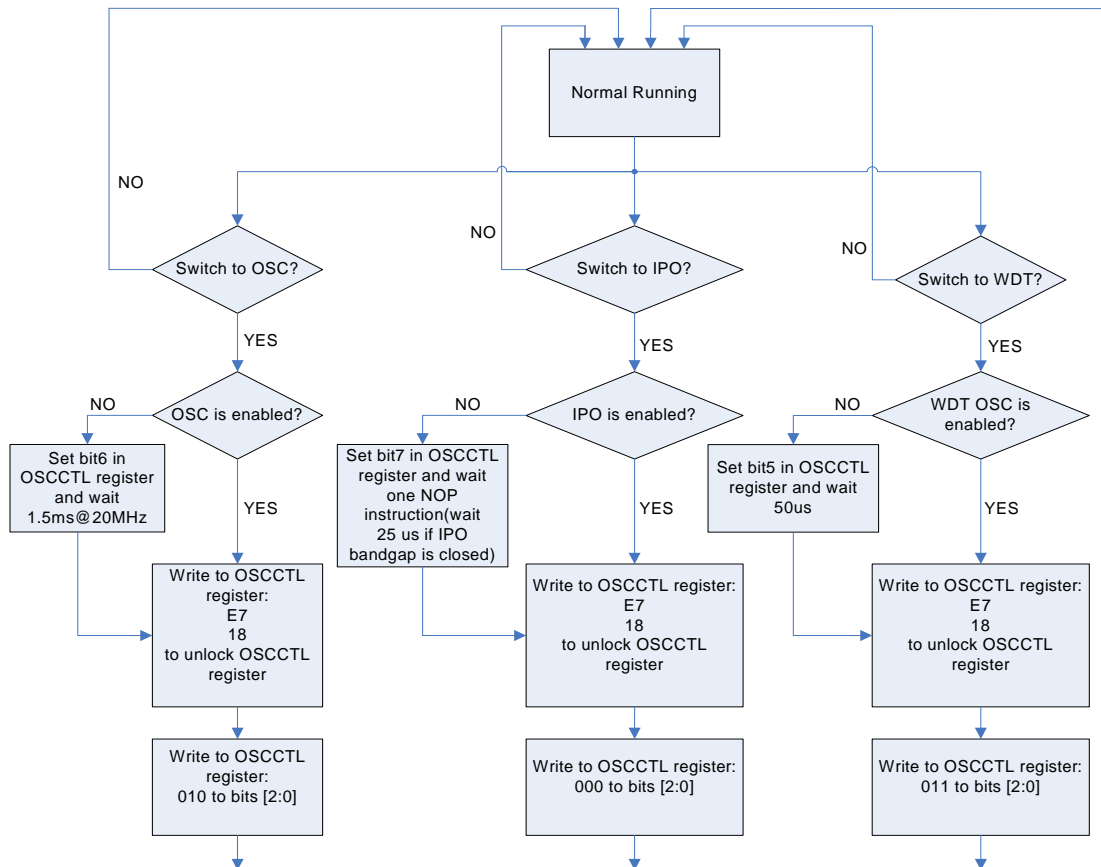 Normal Running
NO
NO
NO
Switch to OSC?
Switch to IPO?
Switch to WDT?
YES
YES
YES
OSC is enabled?
IPO is enabled?
WDT OSC is
enabled?
NO
NO
NO
Set bit6 in
OSCCTL register
and wait
1.5ms@20MHz
Set bit7 in OSCCTL
register and wait
one NOP
instruction(wait
25 us if IPO
bandgap is closed)
Set bit5 in OSCCTL
register and wait
50us
YES
YES
YES
Write to OSCCTL
register:
E7
18
to unlock OSCCTL
register
Write to OSCCTL register:
E7
18
to unlock OSCCTL
register
Write to OSCCTL register:
E7
18
to unlock OSCCTL
register
Write to OSCCTL
register:
010 to bits [2:0]
Write to OSCCTL register:
000 to bits [2:0]
Write to OSCCTL register:
011 to bits [2:0]